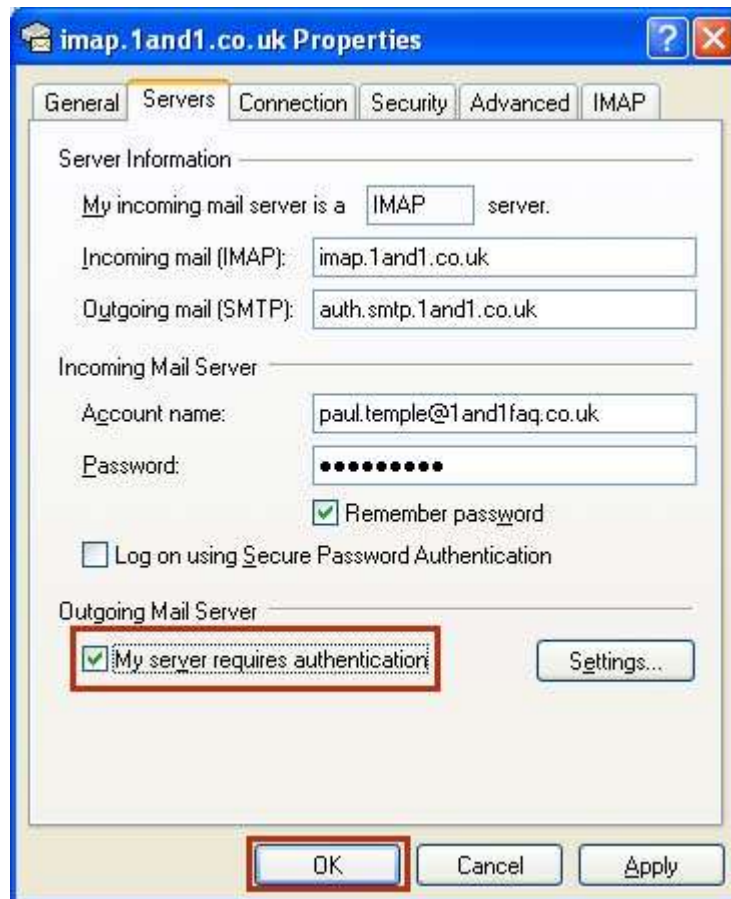 imap.1and1.co.uk Properties
General Servers Connection Security Advanced IMAP
Server Information
My incoming mail server is a IMAP server.
Incoming mail (IMAP): imap.1and1.co.uk
Outgoing mail (SMTP): auth.smtp.1and1.co.uk
Incoming Mail Server
Account name: paul.temple@1and1faq.co.uk
Password: ●●●●●●●●●
Remember password
Log on using Secure Password Authentication
Outgoing Mail Server
My server requires authentication Settings...
OK Cancel Apply